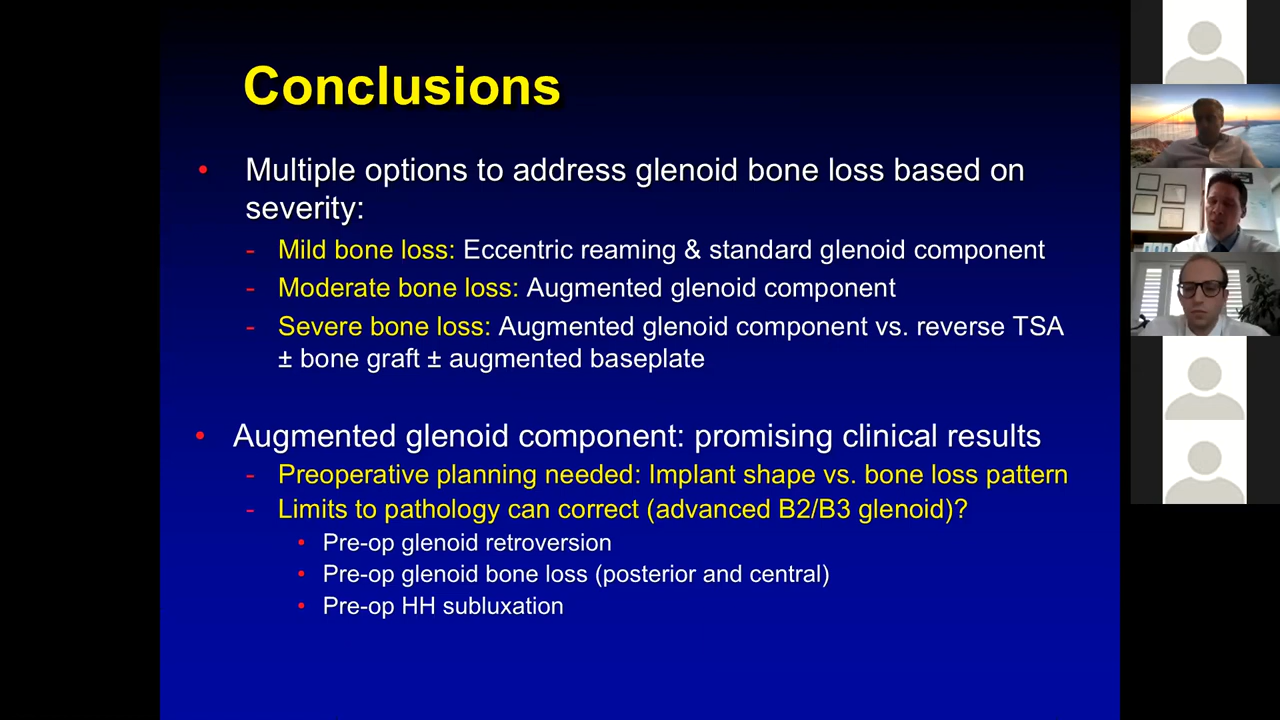 Conclusions
• Multiple options to address glenoid bone loss based on
severity:
- Mild bone loss: Eccentric reaming & standard glenoid component
- Moderate bone loss: Augmented glenoid component
- Severe bone loss: Augmented glenoid component vs. reverse TSA
± bone graft ± augmented baseplate
• Augmented glenoid component: promising clinical results
- Preoperative planning needed: Implant shape vs. bone loss pattern
- Limits to pathology can correct (advanced B2/B3 glenoid)?
• Pre-op glenoid retroversion
• Pre-op glenoid bone loss (posterior and central)
• Pre-op HH subluxation